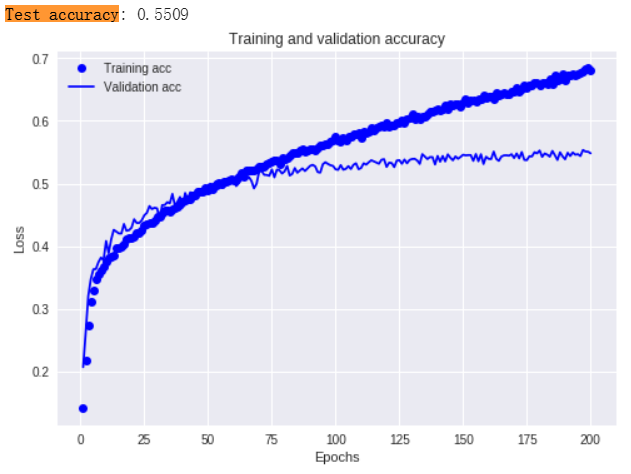 Test accuracy: 0.5509
Training and validation accuracy
Training acc
Validation acc
0.7
0.6
0.5
0.4
0.3
0.2
Loss
0 25 50 75 100 125 150 175 200
Epochs